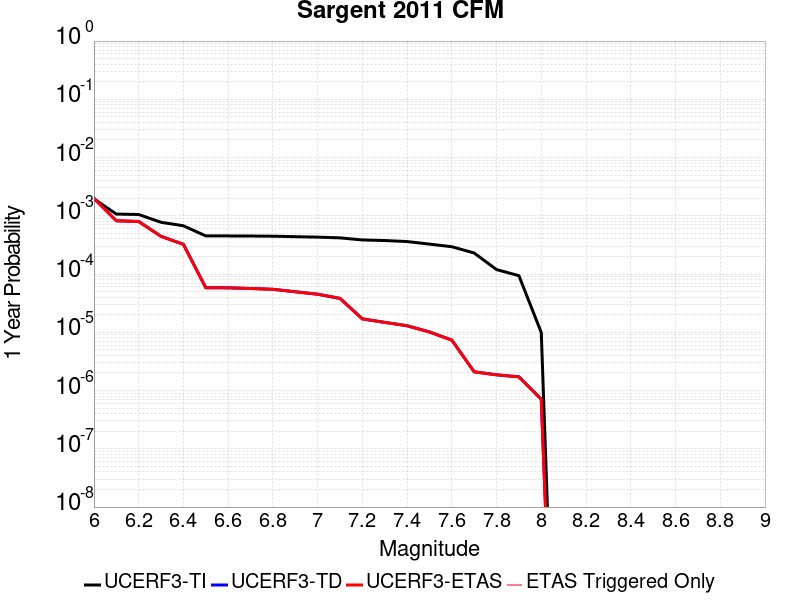 Sargent 2011 CFM
10^0
10^-1
10^-2
10^-3
10^-4
10^-5
10^-6
10^-7
10^-8
1 Year Probability
6 6.2 6.4 6.6 6.8 7 7.2 7.4 7.6 7.8 8 8.2 8.4 8.6 8.8 9
Magnitude
UCERF3-TI UCERF3-TD UCERF3-ETAS ETAS Triggered Only